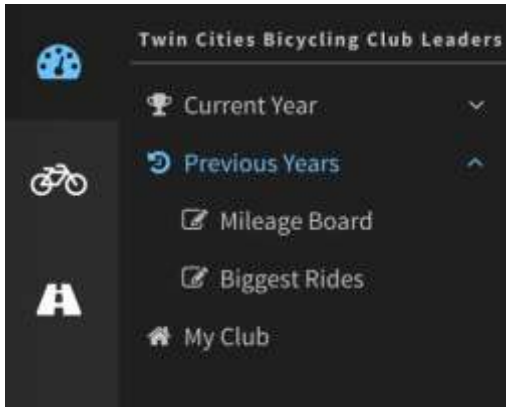 Twin Cities Bicycling Club Leaders
Current Year
Previous Years
Mileage Board
Biggest Rides
My Club